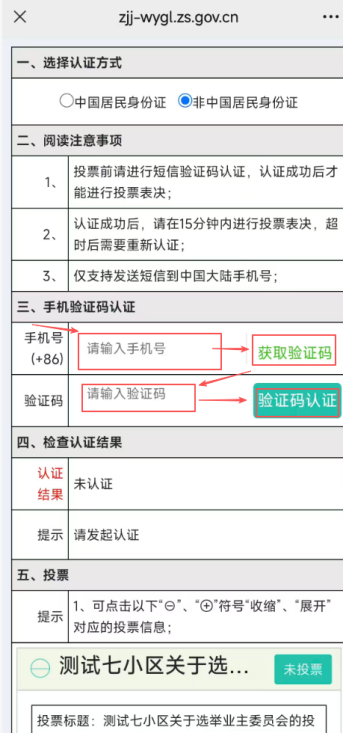 zjj-wygl.zs.gov.cn
一、选择认证方式
中国居民身份证 非中国居民身份证
二、阅读注意事项
1、 投票前请进行短信验证码认证，认证成功后才
能进行投票表决；
2、 认证成功后，请在15分钟内进行投票表决，超
时后需要重新认证；
3、 仅支持发送短信到中国大陆手机号；
三、手机验证码认证
手机号
(+86) 请输入手机号 获取验证码
验证码 请输入验证码 验证码认证
四、检查认证结果
认证
结果 未认证
提示 请发起认证
五、投票
提示 1、可点击以下“⊖”、“⊕”符号“收缩”、“展开”
对应的投票信息；
测试七小区关于选... 未投票
投票标题：测试七小区关于选举业主委员会的投